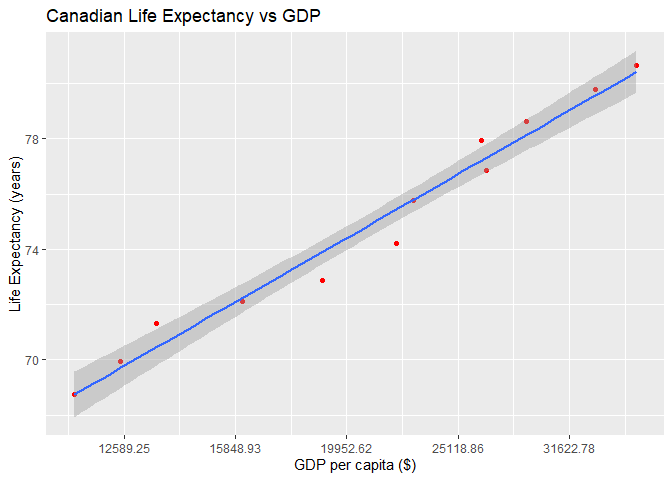 Canadian Life Expectancy vs GDP
Life Expectancy (years)
78
74
70
12589.25 15848.93 19952.62 25118.86 31622.78
GDP per capita ($)